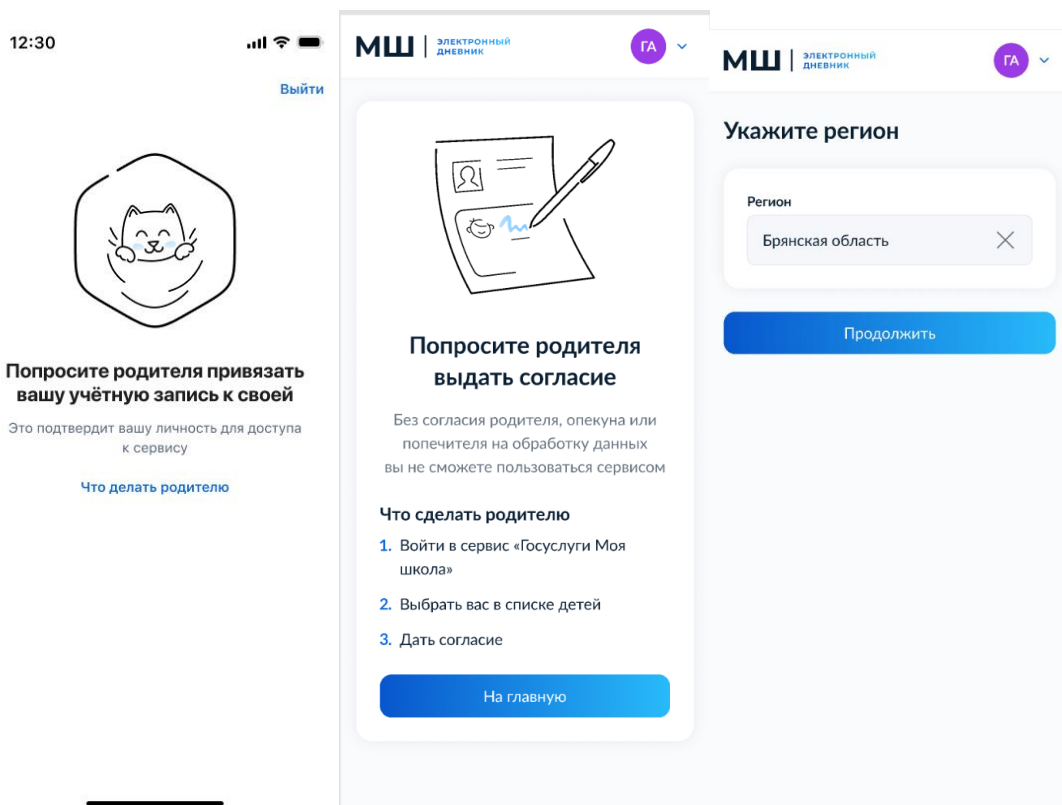 12:30
Выйти
Попросите родителя привязать
вашу учётную запись к своей
Это подтвердит вашу личность для доступа
к сервису
Что делать родителю
МШ
ЭЛЕКТРОННЫЙ
ДНЕВНИК
ГА
Попросите родителя
выдать согласие
Без согласия родителя, опекуна или
попечителя на обработку данных
вы не сможете пользоваться сервисом
Что сделать родителю
1. Войти в сервис «Госуслуги Моя
школа»
2. Выбрать вас в списке детей
3. Дать согласие
На главную
МШ
ЭЛЕКТРОННЫЙ
ДНЕВНИК
ГА
Укажите регион
Регион
Брянская область
Продолжить